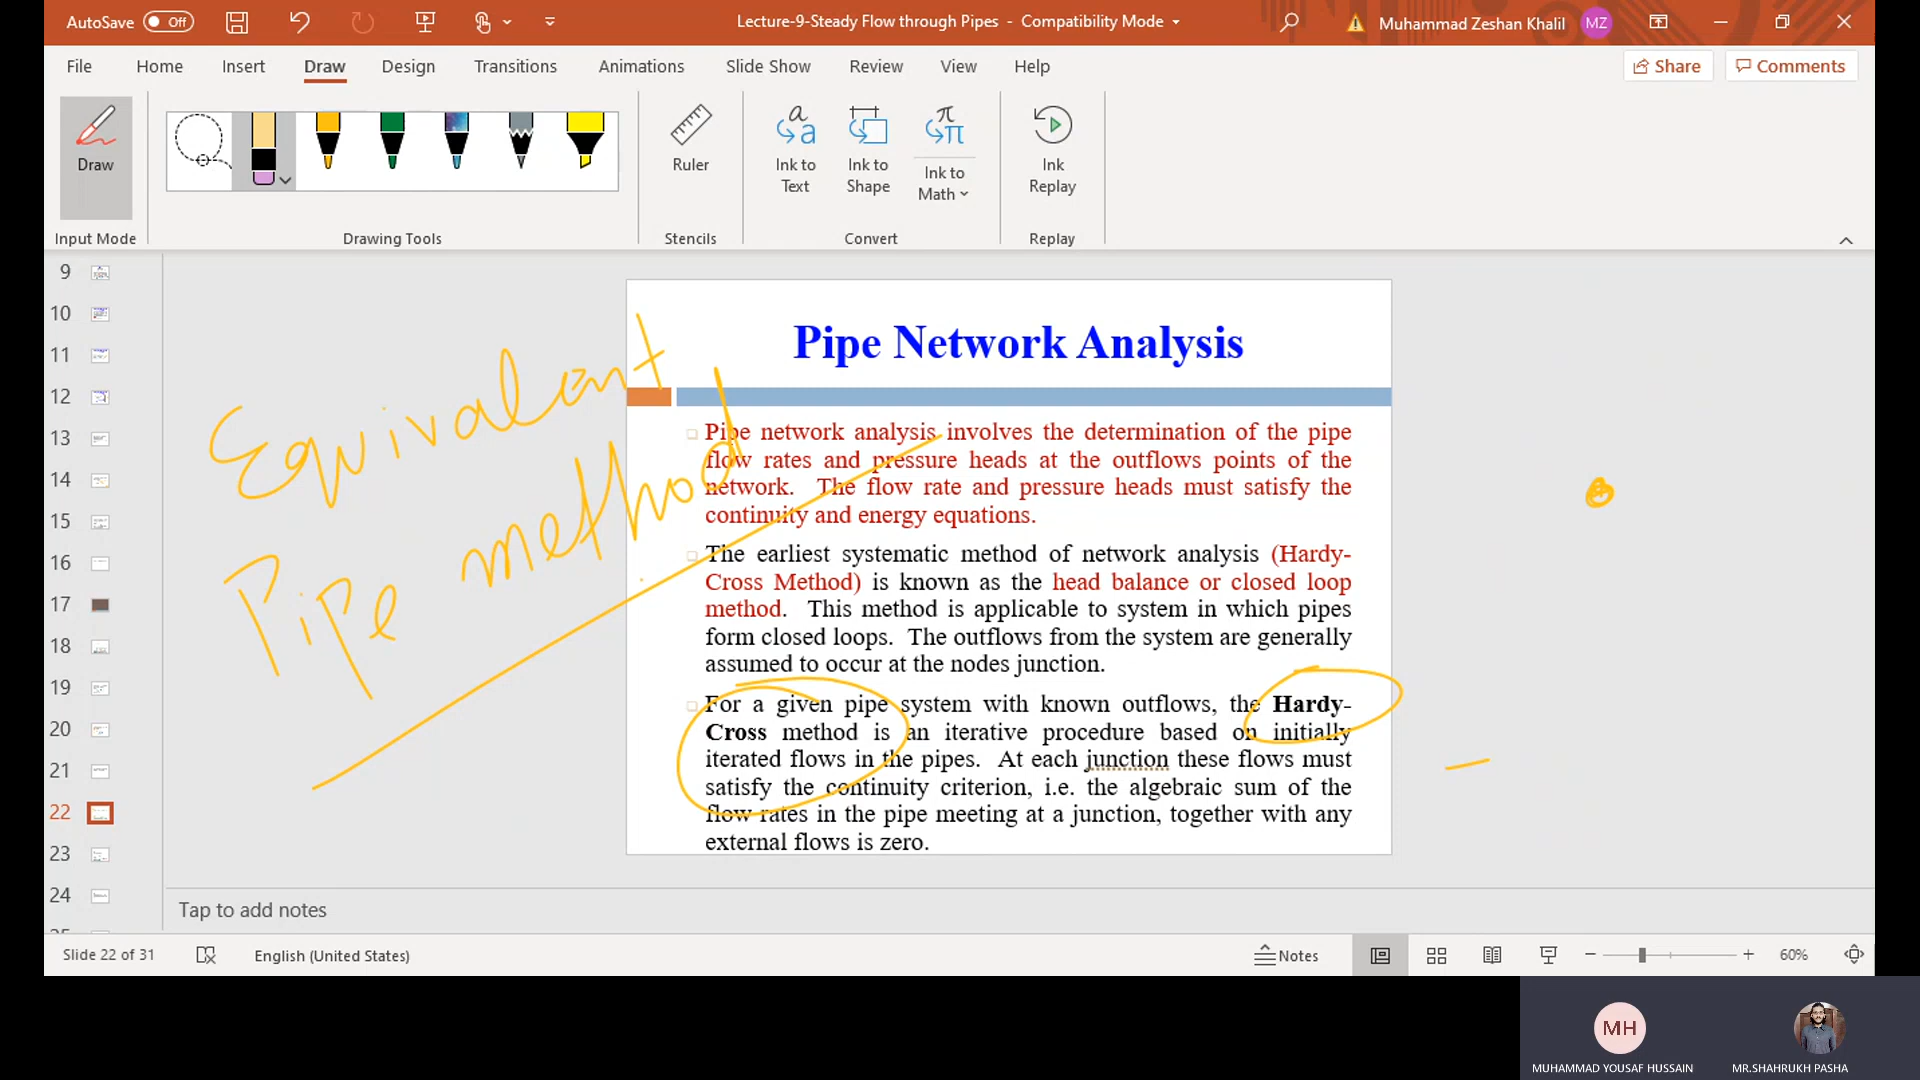 AutoSave Off
Lecture-9-Steady Flow through Pipes - Compatibility Mode
Muhammad Zeshan Khalil MZ
File Home Insert Draw Design Transitions Animations Slide Show Review View Help
Share Comments
Draw
Ruler
Ink to Text
Ink to Shape
Ink to Math
Ink Replay
Input Mode
Drawing Tools
Stencils
Convert
Replay
9
10
11
12
13
14
15
16
17
18
19
20
21
22
23
24
Equivalent
Pipe method
Pipe Network Analysis
Pipe network analysis involves the determination of the pipe
flow rates and pressure heads at the outflows points of the
network. The flow rate and pressure heads must satisfy the
continuity and energy equations.
The earliest systematic method of network analysis (Hardy-
Cross Method) is known as the head balance or closed loop
method. This method is applicable to system in which pipes
form closed loops. The outflows from the system are generally
assumed to occur at the nodes junction.
For a given pipe system with known outflows, the Hardy-
Cross method is an iterative procedure based on initially
iterated flows in the pipes. At each junction these flows must
satisfy the continuity criterion, i.e. the algebraic sum of the
flow rates in the pipe meeting at a junction, together with any
external flows is zero.
Tap to add notes
Slide 22 of 31
English (United States)
Notes
60%
MH
MUHAMMAD YOUSAF HUSSAIN
MR.SHAHRUKH PASHA